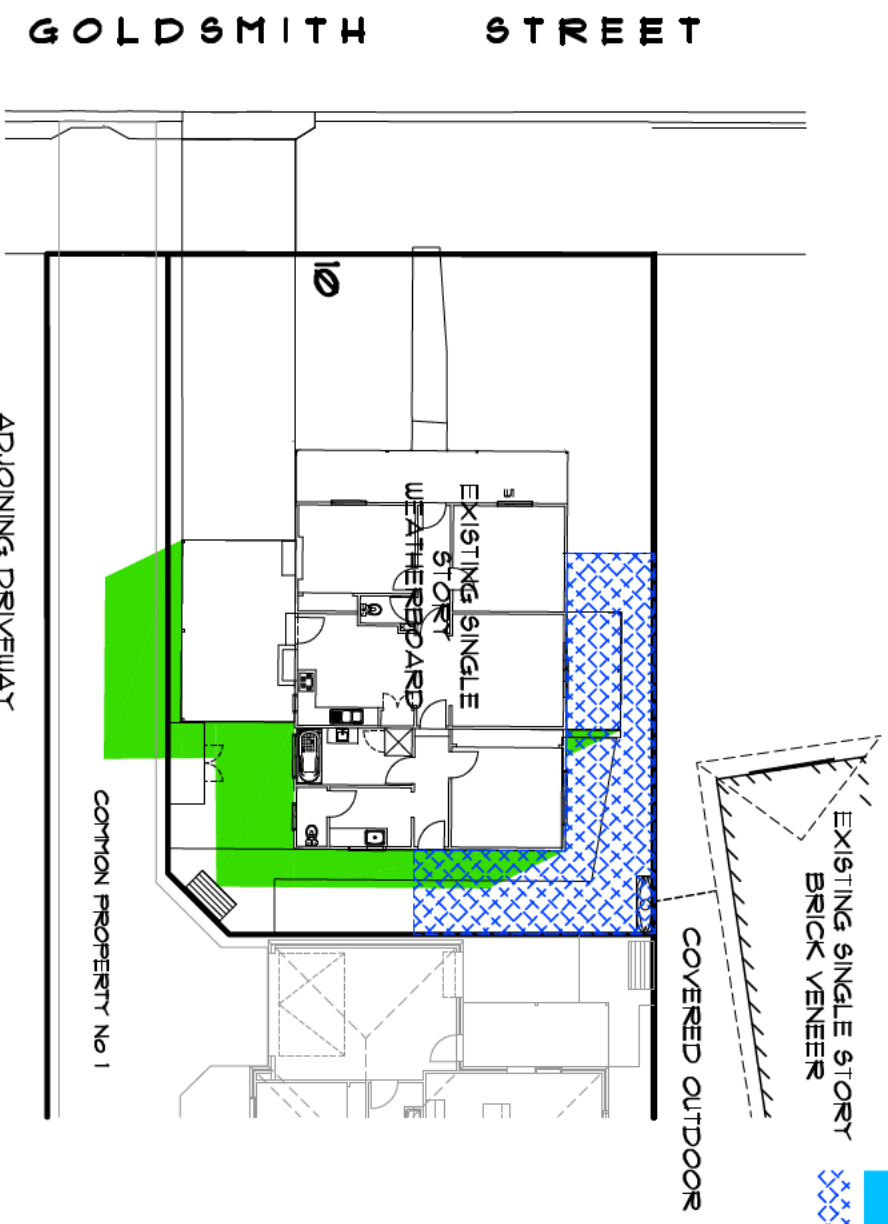 GOLDSMITH STREET
10
EXISTING SINGLE
STORY
WEATHERBOARD
ADJOINING DRIVEWAY
COMMON PROPERTY No 1
EXISTING SINGLE STORY
BRICK VENEER
COVERED OUTDOOR